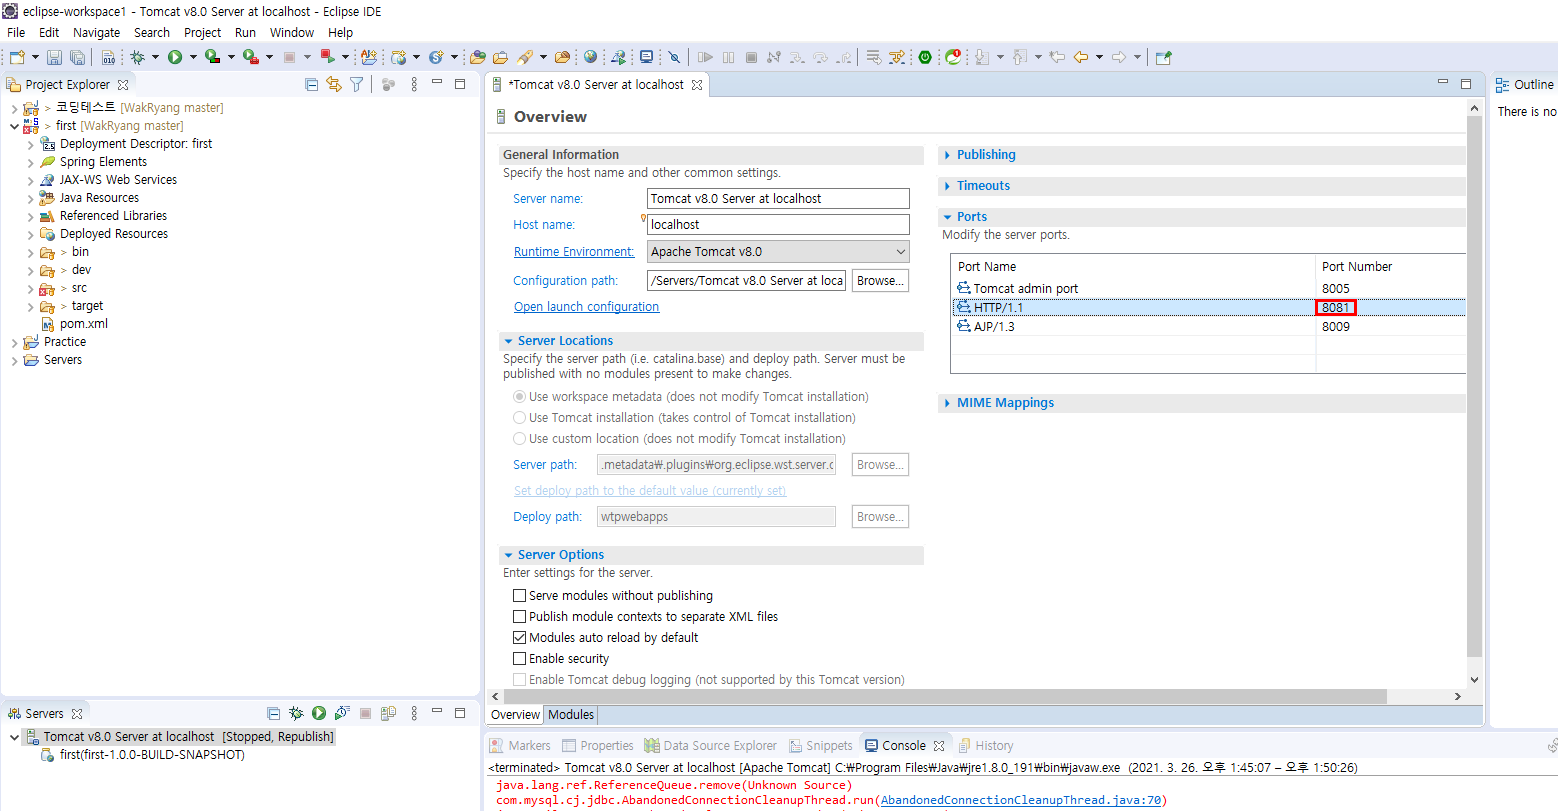 eclipse-workspace1 - Tomcat v8.0 Server at localhost - Eclipse IDE
File Edit Navigate Search Project Run Window Help
Project Explorer
> 코딩테스트 [WakRyang master]
> first [WakRyang master]
Deployment Descriptor: first
Spring Elements
JAX-WS Web Services
Java Resources
Referenced Libraries
Deployed Resources
> bin
> dev
> src
> target
pom.xml
Practice
Servers
Servers
Tomcat v8.0 Server at localhost [Stopped, Republish]
first(first-1.0.0-BUILD-SNAPSHOT)
*Tomcat v8.0 Server at localhost
Overview
General Information
Specify the host name and other common settings.
Server name: Tomcat v8.0 Server at localhost
Host name: localhost
Runtime Environment: Apache Tomcat v8.0
Configuration path: /Servers/Tomcat v8.0 Server at loca Browse...
Open launch configuration
Server Locations
Specify the server path (i.e. catalina.base) and deploy path. Server must be
published with no modules present to make changes.
Use workspace metadata (does not modify Tomcat installation)
Use Tomcat installation (takes control of Tomcat installation)
Use custom location (does not modify Tomcat installation)
Server path: .metadata₩.plugins₩org.eclipse.wst.server.c Browse...
Set deploy path to the default value (currently set)
Deploy path: wtpwebapps Browse...
Server Options
Enter settings for the server.
Serve modules without publishing
Publish module contexts to separate XML files
Modules auto reload by default
Enable security
Enable Tomcat debug logging (not supported by this Tomcat version)
Publishing
Timeouts
Ports
Modify the server ports.
Port Name Port Number
Tomcat admin port 8005
HTTP/1.1 8081
AJP/1.3 8009
MIME Mappings
Overview Modules
Outline
There is no
Markers Properties Data Source Explorer Snippets Console History
<terminated> Tomcat v8.0 Server at localhost [Apache Tomcat] C:₩Program Files₩Java₩jre1.8.0_191₩bin₩javaw.exe (2021. 3. 26. 오후 1:45:07 – 오후 1:50:26)
java.lang.ref.ReferenceQueue.remove(Unknown Source)
com.mysql.cj.jdbc.AbandonedConnectionCleanupThread.run(AbandonedConnectionCleanupThread.java:70)